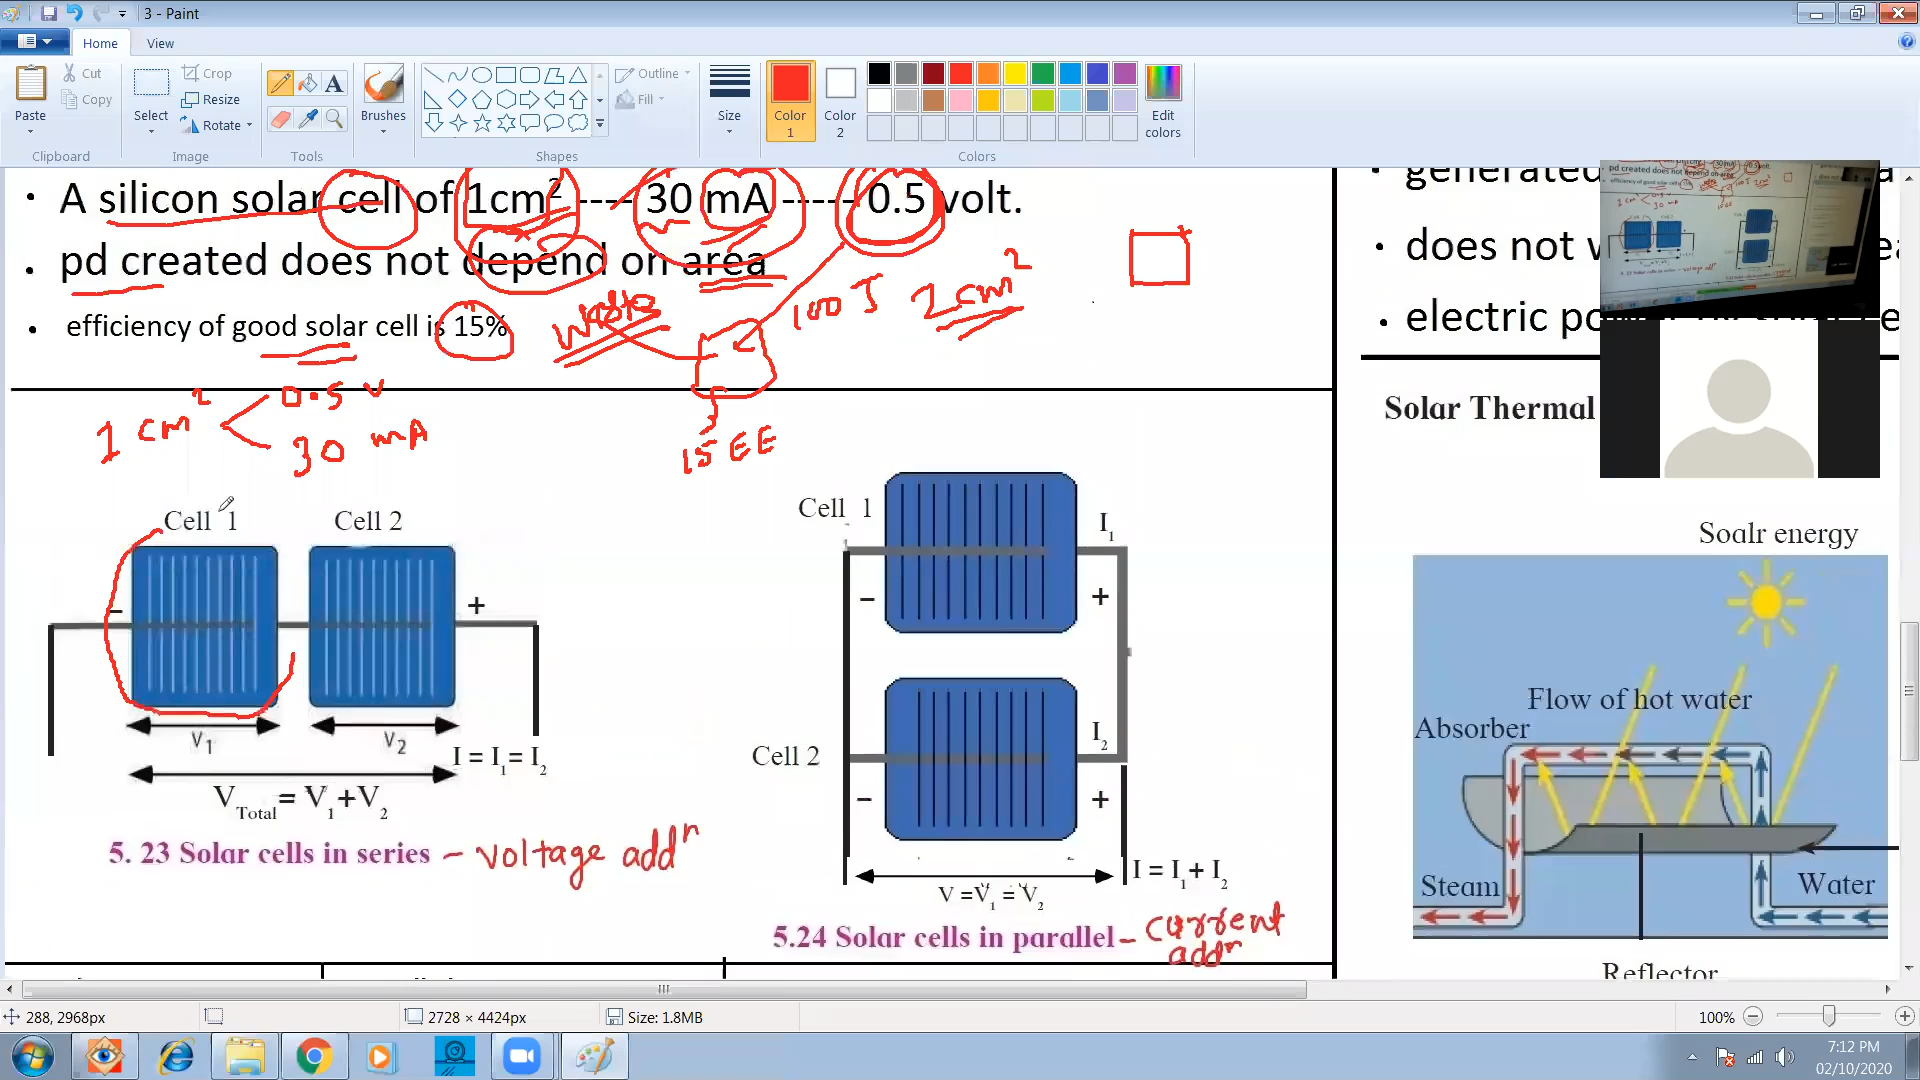 3 - Paint
Home View
Paste Cut Copy Select Crop Resize Rotate Brushes Outline Fill Size Color 1 Color 2 Edit colors
Clipboard Image Tools Shapes Colors
• A silicon solar cell of 1cm² ---- 30 mA ----- 0.5 volt.
• pd created does not depend on area
• efficiency of good solar cell is 15%
waste
100 J
1 cm²
15 EE
1 cm² < 0.5 V
30 mA
Cell 1 Cell 2
- +
V₁ V₂
I = I₁= I₂
V Total = V₁+V₂
5. 23 Solar cells in series - voltage addⁿ
Cell 1 I₁
- +
Cell 2 I₂
- +
V =V₁ = V₂
I = I₁+ I₂
5.24 Solar cells in parallel - current
addⁿ
• generated
• does not
• electric
Solar Thermal
Soalr energy
Flow of hot water
Absorber
Steam
Water
Reflector
288, 2968px 2728 × 4424px Size: 1.8MB 100%
7:12 PM
02/10/2020